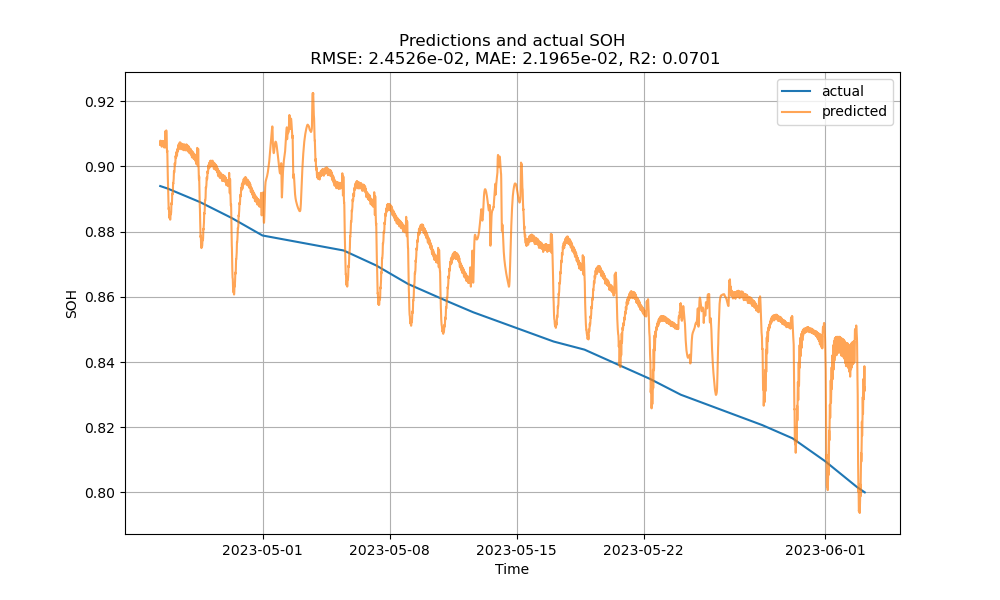 Predictions and actual SOH
RMSE: 2.4526e-02, MAE: 2.1965e-02, R2: 0.0701
actual
predicted
SOH
0.92
0.90
0.88
0.86
0.84
0.82
0.80
2023-05-01
2023-05-08
2023-05-15
2023-05-22
2023-06-01
Time